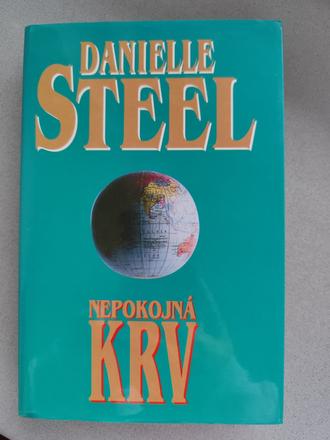 DANIELLE
STEEL
NEPOKOJNÁ
KRV